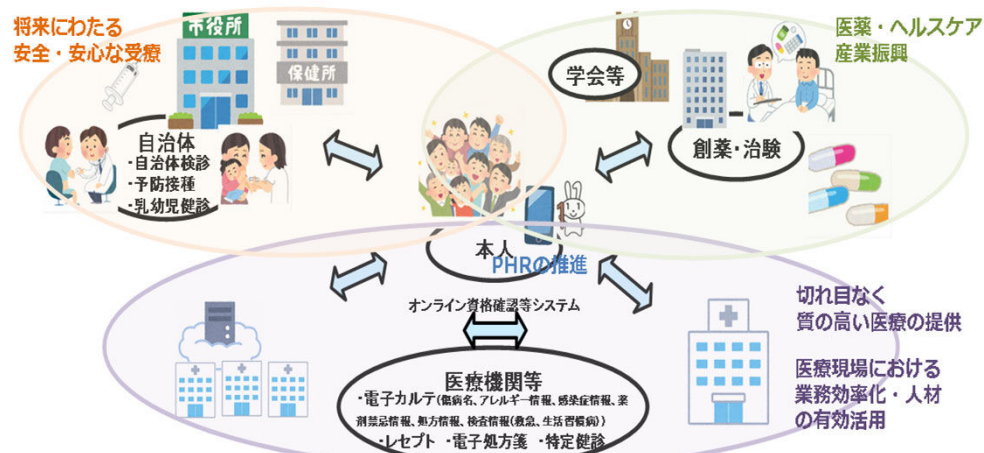 将来にわたる
安全・安心な受療
市役所
保健所
医薬・ヘルスケア
産業振興
学会等
創薬・治験
自治体
・自治体検診
・予防接種
・乳幼児健診
本人
PHRの推進
オンライン資格確認等システム
切れ目なく
質の高い医療の提供
医療現場における
業務効率化・人材
の有効活用
医療機関等
・電子カルテ(傷病名、アレルギー情報、感染症情報、薬
剤禁忌情報、処方情報、検査情報(救急、生活習慣病))
・レセプト ・電子処方箋 ・特定健診